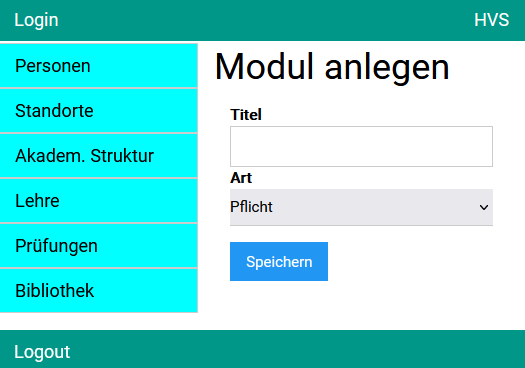 Login HVS
Personen
Standorte
Akadem. Struktur
Lehre
Prüfungen
Bibliothek
Modul anlegen
Titel
Art
Pflicht
Speichern
Logout